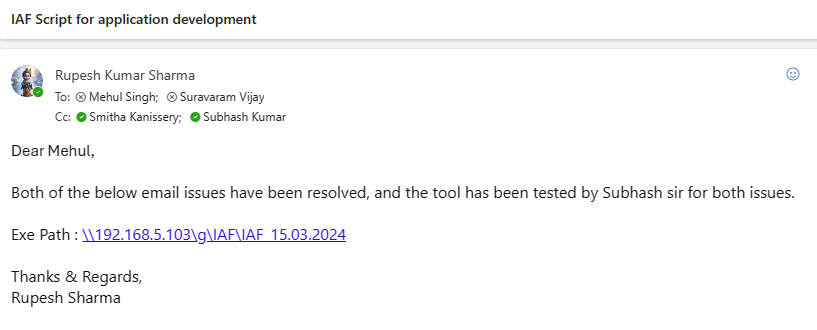 IAF Script for application development
Rupesh Kumar Sharma
To: Mehul Singh; Suravaram Vijay
Cc: Smitha Kanissery; Subhash Kumar
Dear Mehul,
Both of the below email issues have been resolved, and the tool has been tested by Subhash sir for both issues.
Exe Path : \\192.168.5.103\g\IAF\IAF_15.03.2024
Thanks & Regards,
Rupesh Sharma